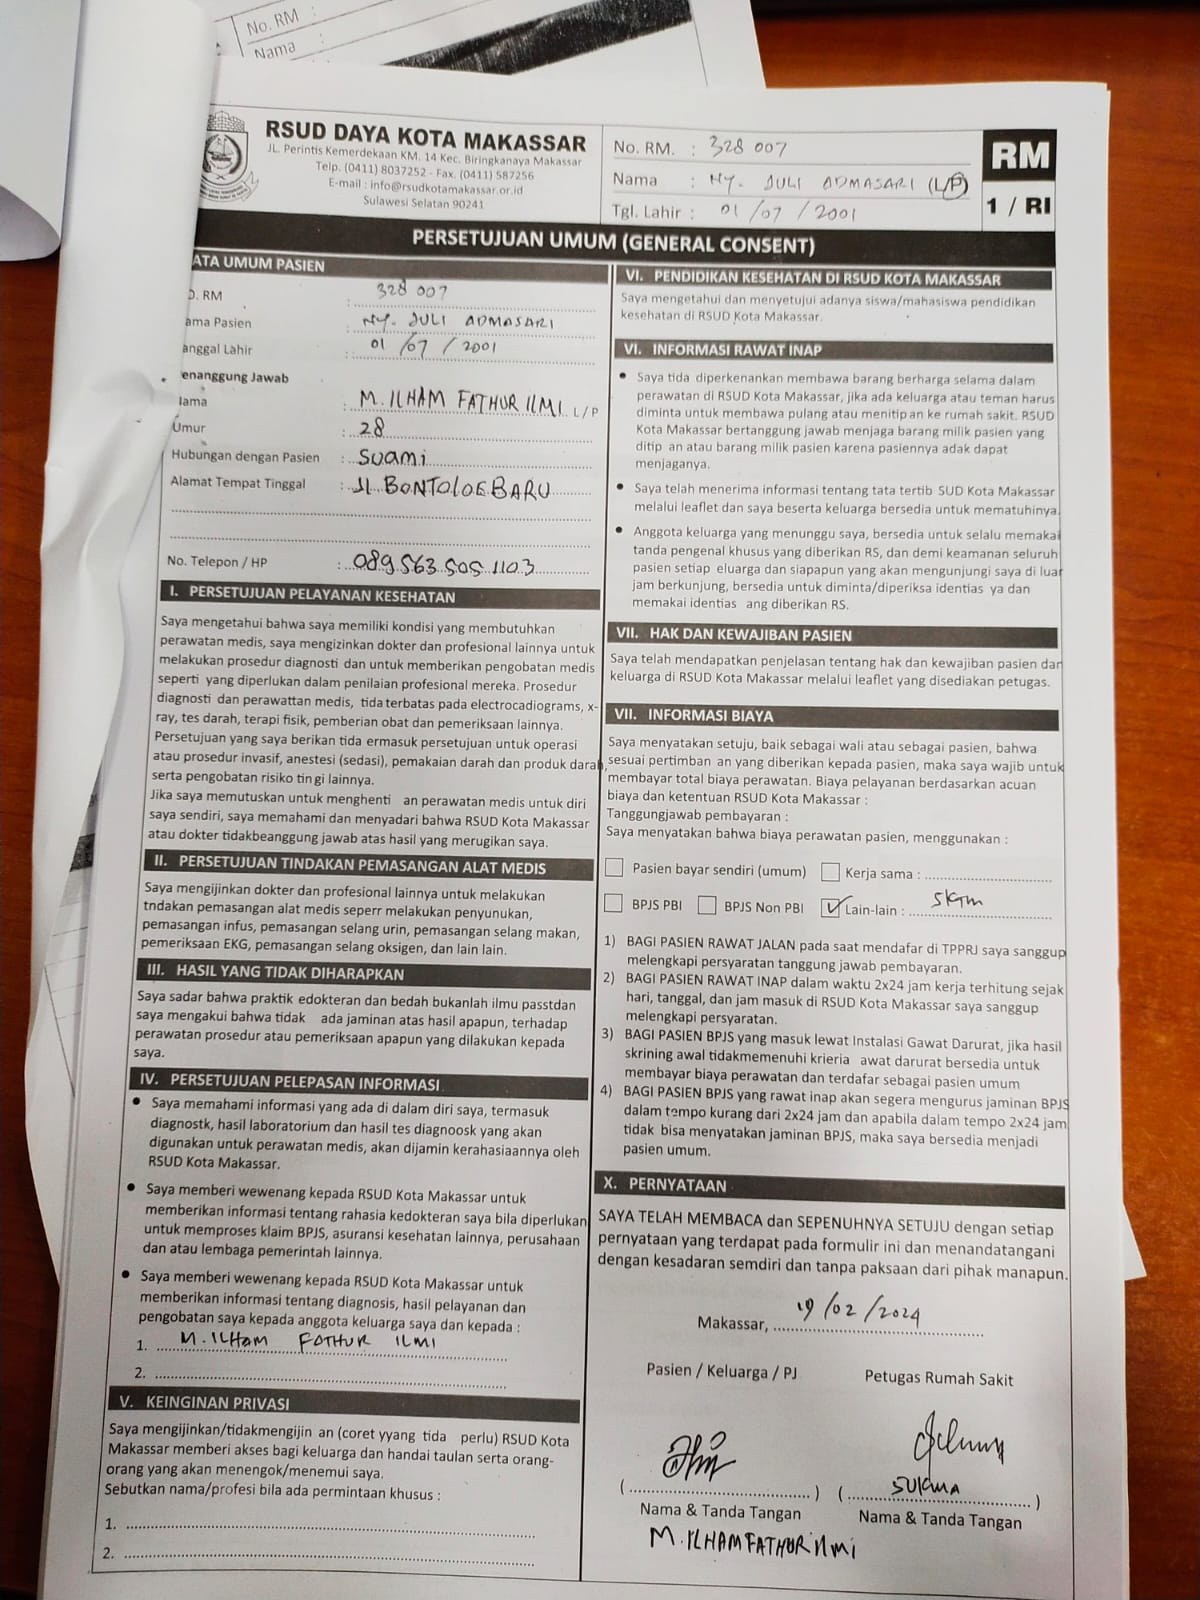 No. RM :
Nama :
RSUD DAYA KOTA MAKASSAR
JL. Perintis Kemerdekaan KM. 14 Kec. Biringkanaya Makassar
Telp. (0411) 8037252 - Fax. (0411) 587256
E-mail : info@rsudkotamakassar.or.id
Sulawesi Selatan 90241
No. RM. : 328 007
Nama : NY. JULI ADMASARI (L/P)
Tgl. Lahir : 01 / 07 / 2001
RM
1 / RI
PERSETUJUAN UMUM (GENERAL CONSENT)
ATA UMUM PASIEN
O. RM : 328 007
ama Pasien : NY. JULI ADMASARI
anggal Lahir : 01 / 07 / 2001
enanggung Jawab
Nama : M. ILHAM FATHUR ILMI L / P
Umur : 28
Hubungan dengan Pasien : Suami
Alamat Tempat Tinggal : Jl BONTOLOE BARU
No. Telepon / HP : 089 563 505 1103
I. PERSETUJUAN PELAYANAN KESEHATAN
Saya mengetahui bahwa saya memiliki kondisi yang membutuhkan
perawatan medis, saya mengizinkan dokter dan profesional lainnya untuk
melakukan prosedur diagnosti dan untuk memberikan pengobatan medis
seperti yang diperlukan dalam penilaian profesional mereka. Prosedur
diagnosti dan perawattan medis, tida terbatas pada electrocadiograms, x-
ray, tes darah, terapi fisik, pemberian obat dan pemeriksaan lainnya.
Persetujuan yang saya berikan tida ermasuk persetujuan untuk operasi
atau prosedur invasif, anestesi (sedasi), pemakaian darah dan produk darah,
serta pengobatan risiko tin gi lainnya.
Jika saya memutuskan untuk menghenti an perawatan medis untuk diri
saya sendiri, saya memahami dan menyadari bahwa RSUD Kota Makassar
atau dokter tidakbeanggung jawab atas hasil yang merugikan saya.
II. PERSETUJUAN TINDAKAN PEMASANGAN ALAT MEDIS
Saya mengijinkan dokter dan profesional lainnya untuk melakukan
tndakan pemasangan alat medis seperr melakukan penyunukan,
pemasangan infus, pemasangan selang urin, pemasangan selang makan,
pemeriksaan EKG, pemasangan selang oksigen, dan lain lain.
III. HASIL YANG TIDAK DIHARAPKAN
Saya sadar bahwa praktik edokteran dan bedah bukanlah ilmu passtdan
saya mengakui bahwa tidak ada jaminan atas hasil apapun, terhadap
perawatan prosedur atau pemeriksaan apapun yang dilakukan kepada
saya.
IV. PERSETUJUAN PELEPASAN INFORMASI
• Saya memahami informasi yang ada di dalam diri saya, termasuk
diagnostk, hasil laboratorium dan hasil tes diagnoosk yang akan
digunakan untuk perawatan medis, akan dijamin kerahasiaannya oleh
RSUD Kota Makassar.
• Saya memberi wewenang kepada RSUD Kota Makassar untuk
memberikan informasi tentang rahasia kedokteran saya bila diperlukan
untuk memproses klaim BPJS, asuransi kesehatan lainnya, perusahaan
dan atau lembaga pemerintah lainnya.
• Saya memberi wewenang kepada RSUD Kota Makassar untuk
memberikan informasi tentang diagnosis, hasil pelayanan dan
pengobatan saya kepada anggota keluarga saya dan kepada :
1. M. ILHAM FATHUR ILMI
2.
V. KEINGINAN PRIVASI
Saya mengijinkan/tidakmengijin an (coret yyang tida perlu) RSUD Kota
Makassar memberi akses bagi keluarga dan handai taulan serta orang-
orang yang akan menengok/menemui saya.
Sebutkan nama/profesi bila ada permintaan khusus :
1.
2.
VI. PENDIDIKAN KESEHATAN DI RSUD KOTA MAKASSAR
Saya mengetahui dan menyetujui adanya siswa/mahasiswa pendidikan
kesehatan di RSUD Kota Makassar.
VI. INFORMASI RAWAT INAP
• Saya tida diperkenankan membawa barang berharga selama dalam
perawatan di RSUD Kota Makassar, jika ada keluarga atau teman harus
diminta untuk membawa pulang atau menitip an ke rumah sakit. RSUD
Kota Makassar bertanggung jawab menjaga barang milik pasien yang
ditip an atau barang milik pasien karena pasiennya adak dapat
menjaganya.
• Saya telah menerima informasi tentang tata tertib SUD Kota Makassar
melalui leaflet dan saya beserta keluarga bersedia untuk mematuhinya.
• Anggota keluarga yang menunggu saya, bersedia untuk selalu memakai
tanda pengenal khusus yang diberikan RS, dan demi keamanan seluruh
pasien setiap eluarga dan siapapun yang akan mengunjungi saya di luar
jam berkunjung, bersedia untuk diminta/diperiksa identias ya dan
memakai identias ang diberikan RS.
VII. HAK DAN KEWAJIBAN PASIEN
Saya telah mendapatkan penjelasan tentang hak dan kewajiban pasien dan
keluarga di RSUD Kota Makassar melalui leaflet yang disediakan petugas.
VII. INFORMASI BIAYA
Saya menyatakan setuju, baik sebagai wali atau sebagai pasien, bahwa
sesuai pertimban an yang diberikan kepada pasien, maka saya wajib untuk
membayar total biaya perawatan. Biaya pelayanan berdasarkan acuan
biaya dan ketentuan RSUD Kota Makassar :
Tanggungjawab pembayaran :
Saya menyatakan bahwa biaya perawatan pasien, menggunakan :
Pasien bayar sendiri (umum) Kerja sama :
BPJS PBI BPJS Non PBI ✓ Lain-lain : SKTM
1) BAGI PASIEN RAWAT JALAN pada saat mendafar di TPPRJ saya sanggup
melengkapi persyaratan tanggung jawab pembayaran.
2) BAGI PASIEN RAWAT INAP dalam waktu 2x24 jam kerja terhitung sejak
hari, tanggal, dan jam masuk di RSUD Kota Makassar saya sanggup
melengkapi persyaratan.
3) BAGI PASIEN BPJS yang masuk lewat Instalasi Gawat Darurat, jika hasil
skrining awal tidakmemenuhi krieria awat darurat bersedia untuk
membayar biaya perawatan dan terdafar sebagai pasien umum
4) BAGI PASIEN BPJS yang rawat inap akan segera mengurus jaminan BPJS
dalam tempo kurang dari 2x24 jam dan apabila dalam tempo 2x24 jam
tidak bisa menyatakan jaminan BPJS, maka saya bersedia menjadi
pasien umum.
X. PERNYATAAN
SAYA TELAH MEMBACA dan SEPENUHNYA SETUJU dengan setiap
pernyataan yang terdapat pada formulir ini dan menandatangani
dengan kesadaran semdiri dan tanpa paksaan dari pihak manapun.
Makassar, 19 / 02 / 2024
Pasien / Keluarga / PJ Petugas Rumah Sakit
( ) ( SUKMA )
Nama & Tanda Tangan Nama & Tanda Tangan
M. ILHAM FATHUR ILMI